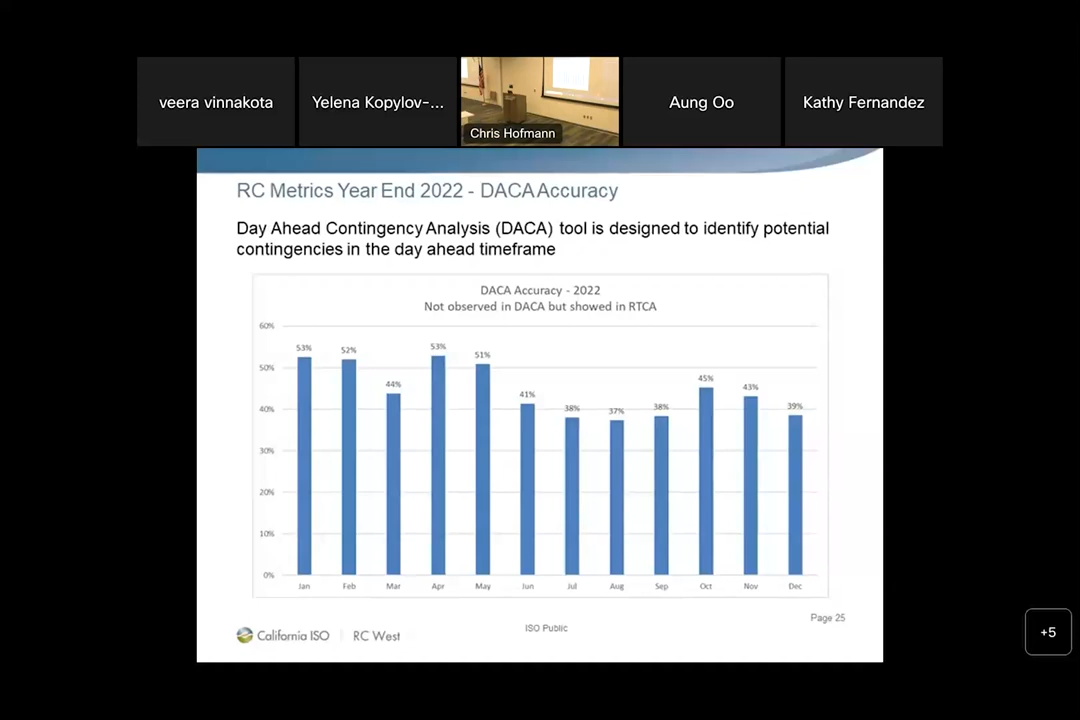 veera vinnakota
Yelena Kopylov-...
Chris Hofmann
Aung Oo
Kathy Fernandez
RC Metrics Year End 2022 - DACA Accuracy
Day Ahead Contingency Analysis (DACA) tool is designed to identify potential
contingencies in the day ahead timeframe
DACA Accuracy - 2022
Not observed in DACA but showed in RTCA
60%
50%
40%
30%
20%
10%
0%
53%
52%
44%
53%
51%
41%
38%
37%
38%
45%
43%
39%
Jan Feb Mar Apr May Jun Jul Aug Sep Oct Nov Dec
Page 25
California ISO | RC West
ISO Public
+5